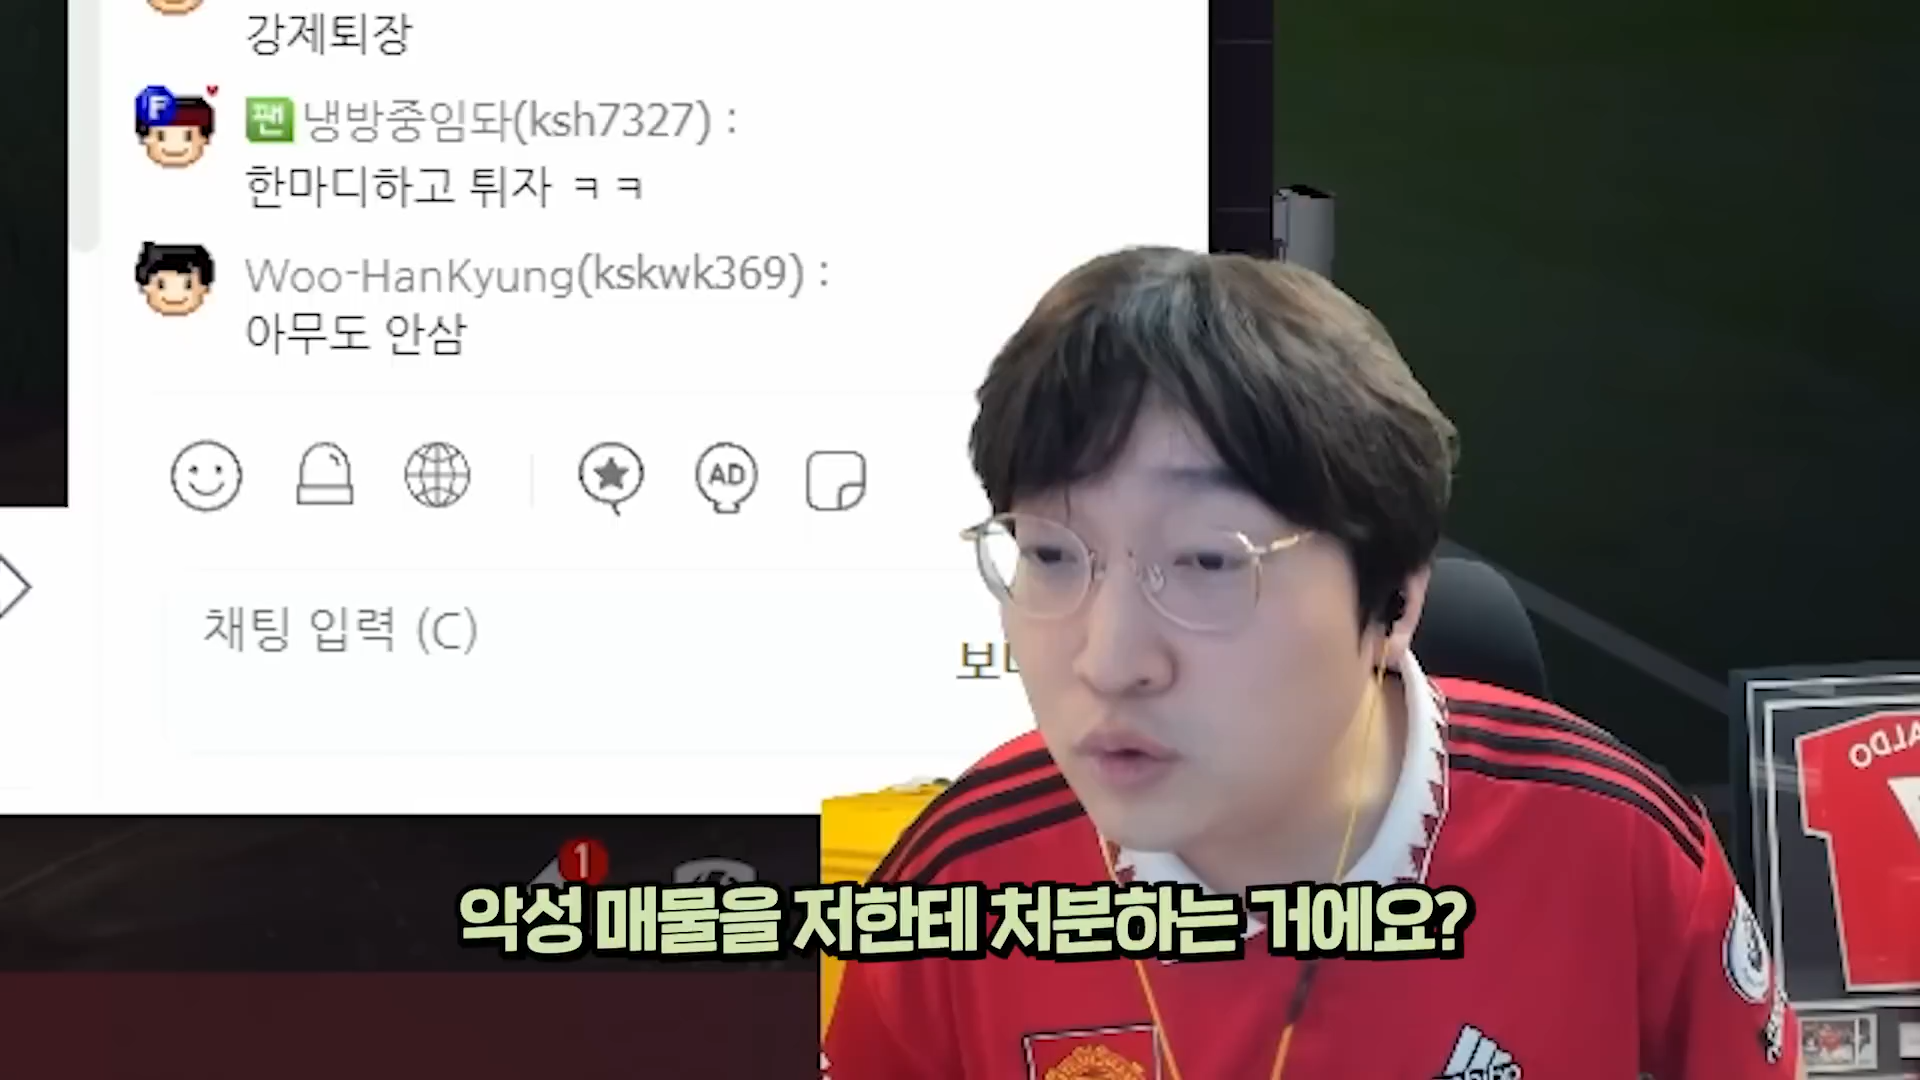 강제퇴장
F
팬 냉방중임돠(ksh7327) :
한마디하고 튀자 ㅋㅋ
Woo-HanKyung(kskwk369) :
아무도 안삼
AD
채팅 입력 (C)
1
악성 매물을 저한테 처분하는 거에요?